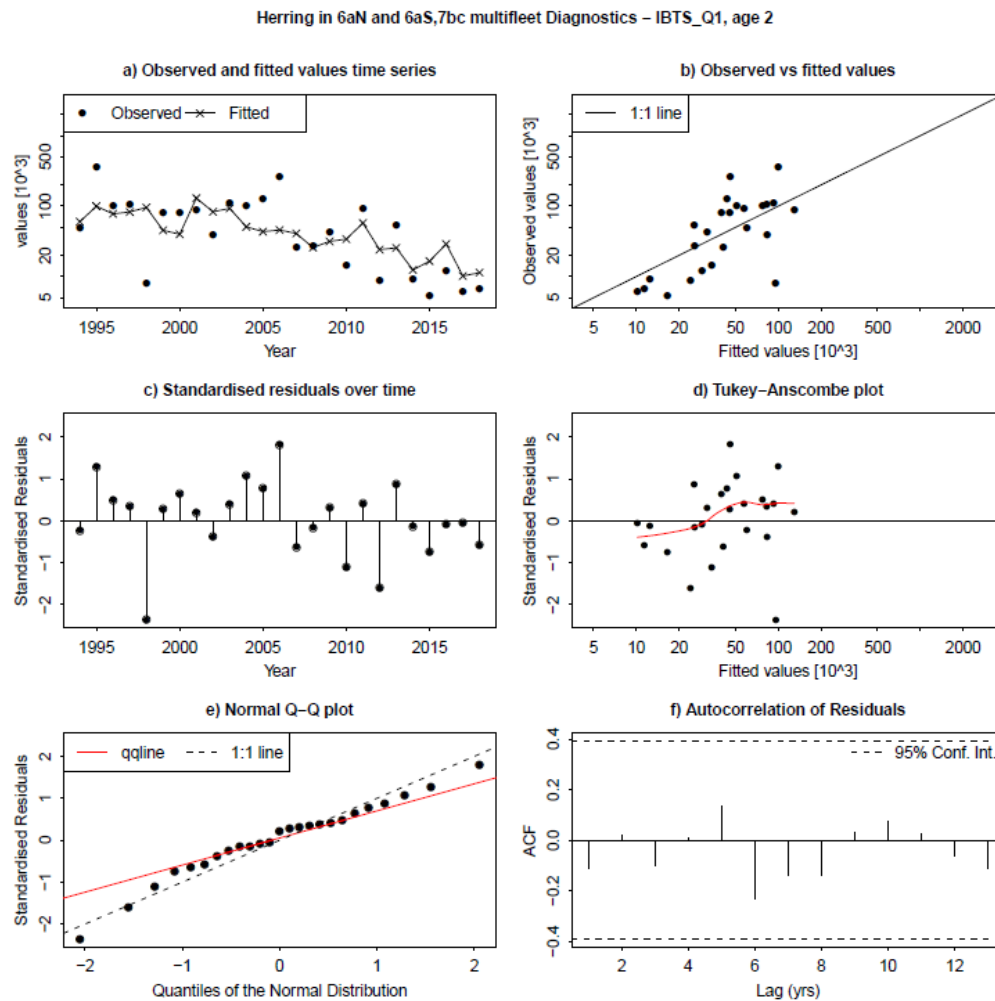 Herring in 6aN and 6aS,7bc multifleet Diagnostics − IBTS_Q1, age 2
a) Observed and fitted values time series
values [10^3]
500
100
20
5
Observed
Fitted
1995 2000 2005 2010 2015
Year
b) Observed vs fitted values
Observed values [10^3]
500
100
20
5
1:1 line
5 10 20 50 100 200 500 2000
Fitted values [10^3]
c) Standardised residuals over time
Standardised Residuals
2
1
0
−1
−2
1995 2000 2005 2010 2015
Year
d) Tukey−Anscombe plot
Standardised Residuals
2
1
0
−1
−2
5 10 20 50 100 200 500 2000
Fitted values [10^3]
e) Normal Q−Q plot
Standardised Residuals
2
1
0
−1
−2
qqline
1:1 line
−2 −1 0 1 2
Quantiles of the Normal Distribution
f) Autocorrelation of Residuals
ACF
0.4
0.2
0.0
−0.2
−0.4
95% Conf. Int.
2 4 6 8 10 12
Lag (yrs)